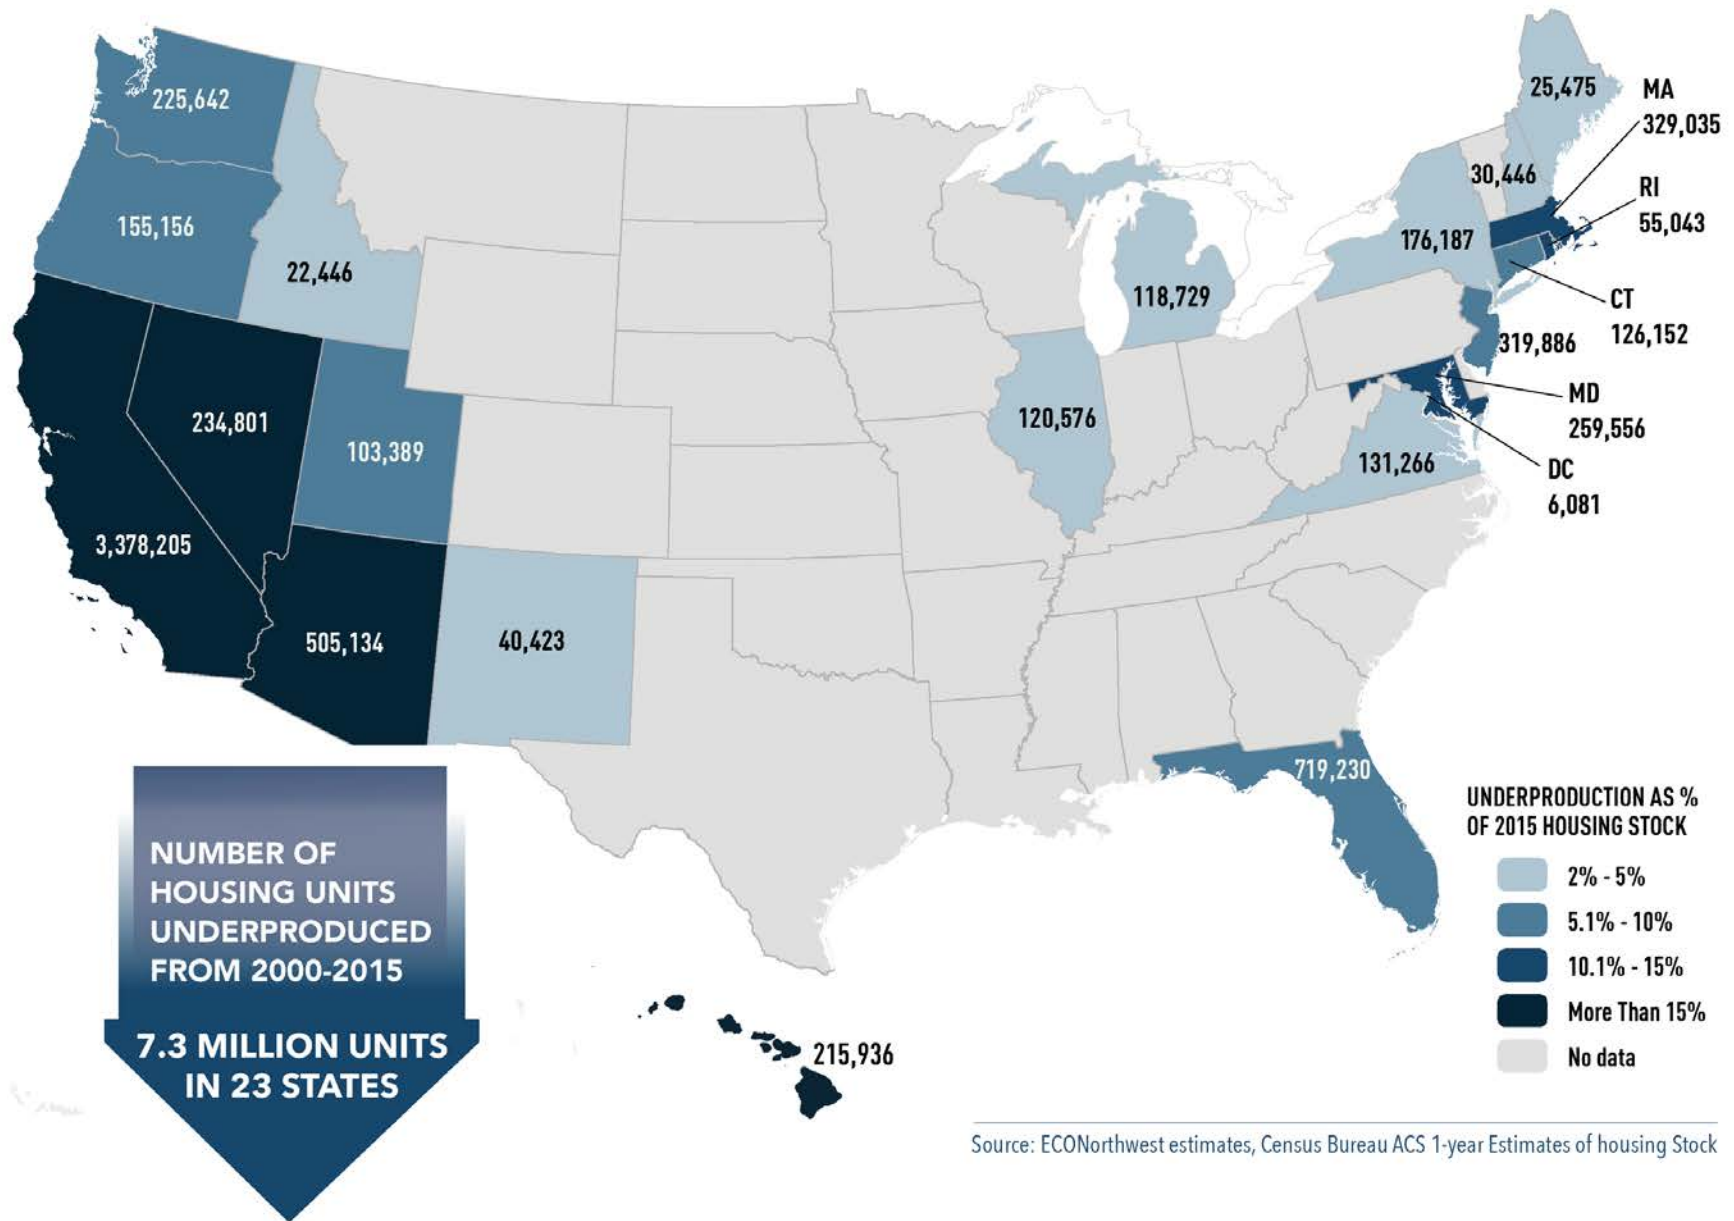 225,642
155,156
22,446
3,378,205
234,801
103,389
505,134
40,423
120,576
118,729
25,475
30,446
176,187
MA
329,035
RI
55,043
CT
126,152
319,886
MD
259,556
131,266
DC
6,081
719,230
215,936
NUMBER OF
HOUSING UNITS
UNDERPRODUCED
FROM 2000-2015
7.3 MILLION UNITS
IN 23 STATES
UNDERPRODUCTION AS %
OF 2015 HOUSING STOCK
2% - 5%
5.1% - 10%
10.1% - 15%
More Than 15%
No data
Source: ECONorthwest estimates, Census Bureau ACS 1-year Estimates of housing Stock